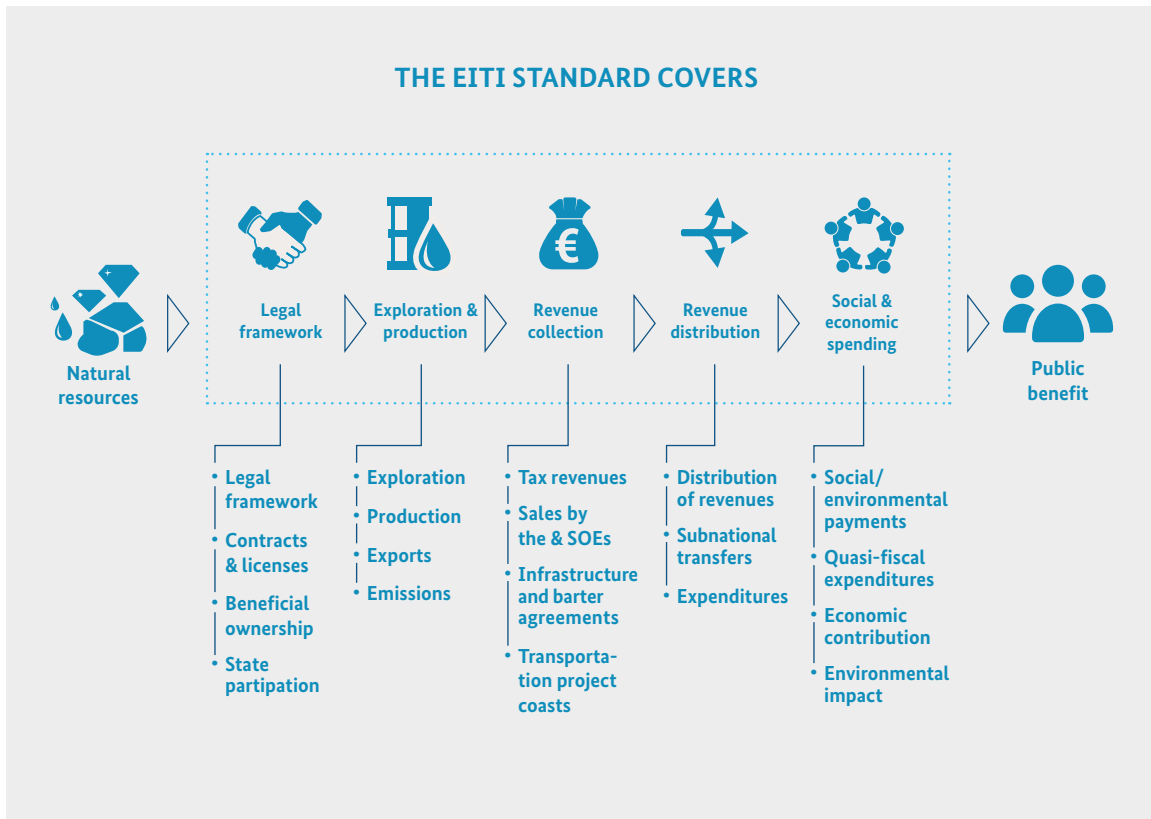 THE EITI STANDARD COVERS
€
Natural
resources
Legal
framework
Exploration &
production
Revenue
collection
Revenue
distribution
Social &
economic
spending
Public
benefit
• Legal
framework
• Contracts
& licenses
• Beneficial
ownership
• State
partipation
• Exploration
• Production
• Exports
• Emissions
• Tax revenues
• Sales by
the & SOEs
• Infrastructure
and barter
agreements
• Transporta-
tion project
coasts
• Distribution
of revenues
• Subnational
transfers
• Expenditures
• Social/
environmental
payments
• Quasi-fiscal
expenditures
• Economic
contribution
• Environmental
impact